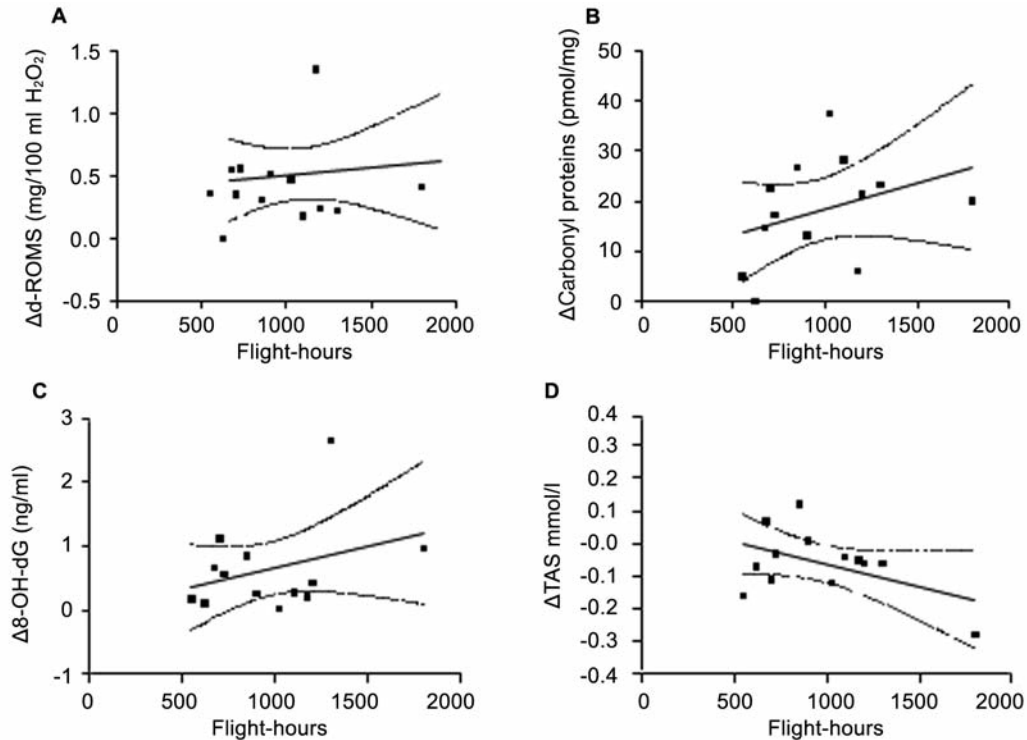 A
Δd-ROMS (mg/100 ml H₂O₂)
1.5
1.0
0.5
0.0
-0.5
0 500 1000 1500 2000
Flight-hours
B
ΔCarbonyl proteins (pmol/mg)
50
40
30
20
10
0
0 500 1000 1500 2000
Flight-hours
C
Δ8-OH-dG (ng/ml)
3
2
1
0
-1
0 500 1000 1500 2000
Flight-hours
D
ΔTAS mmol/l
0.4
0.3
0.2
0.1
-0.0
-0.1
-0.2
-0.3
-0.4
0 500 1000 1500 2000
Flight-hours